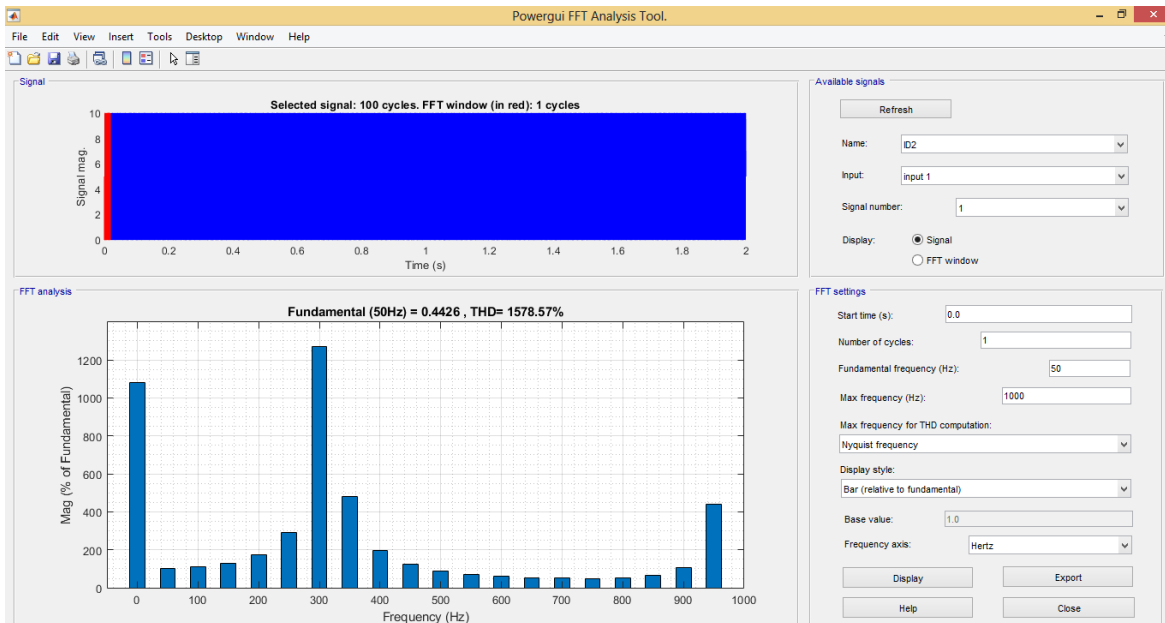 Powergui FFT Analysis Tool.
File Edit View Insert Tools Desktop Window Help
Signal
Selected signal: 100 cycles. FFT window (in red): 1 cycles
Signal mag.
10
8
6
4
2
0
0 0.2 0.4 0.6 0.8 1 1.2 1.4 1.6 1.8 2
Time (s)
FFT analysis
Fundamental (50Hz) = 0.4426 , THD= 1578.57%
Mag (% of Fundamental)
1200
1000
800
600
400
200
0
0 100 200 300 400 500 600 700 800 900 1000
Frequency (Hz)
Available signals
Refresh
Name: ID2
Input: input 1
Signal number: 1
Display: Signal
FFT window
FFT settings
Start time (s): 0.0
Number of cycles: 1
Fundamental frequency (Hz): 50
Max frequency (Hz): 1000
Max frequency for THD computation:
Nyquist frequency
Display style:
Bar (relative to fundamental)
Base value: 1.0
Frequency axis: Hertz
Display Export
Help Close